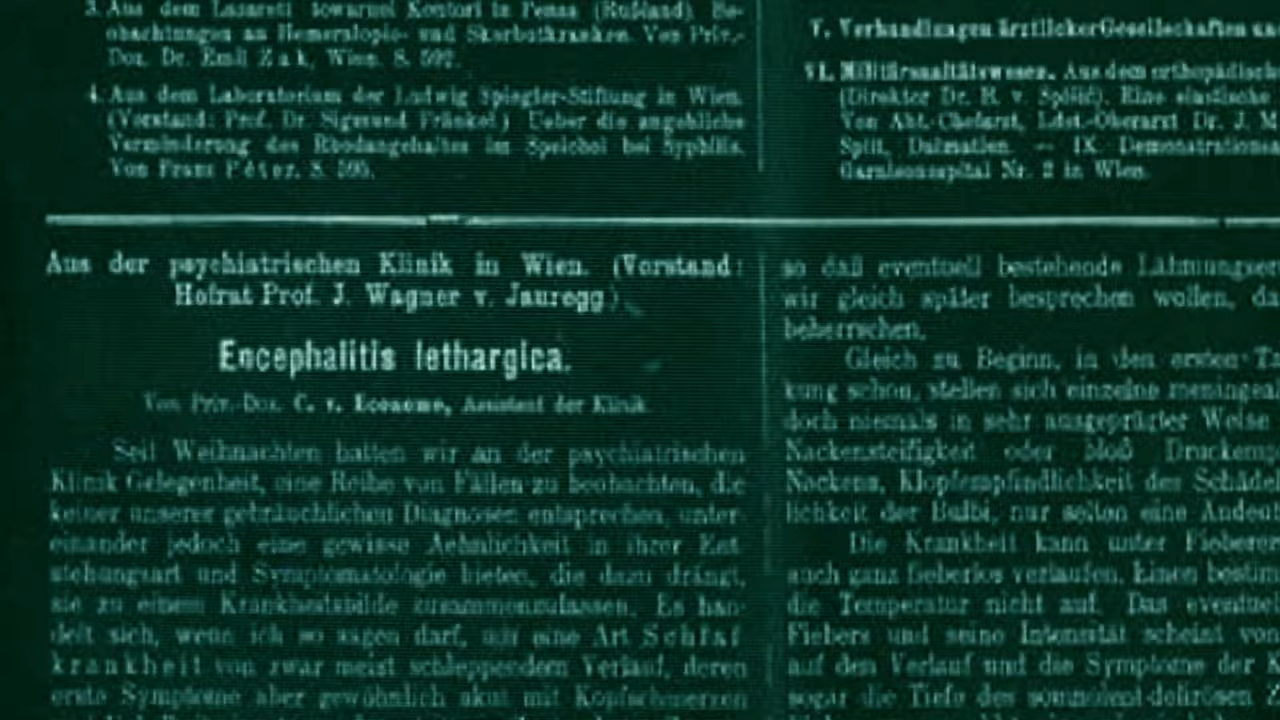 3. Aus dem Lazarett towarnei Kontori in Pensa (Rußland). Be-
obachtungen an Hemeralopie- und Skorbutkranken. Von Priv.-
Doz. Dr. Emil Zak, Wien. S. 592.
4. Aus dem Laboratorium der Ludwig Spiegler-Stiftung in Wien.
(Vorstand: Prof. Dr. Sigmund Fränkel.) Ueber die angebliche
Verminderung des Rhodangehaltes im Speichel bei Syphilis.
Von Franz Péter. S. 595.
V. Verhandlungen ärztlicher Gesellschaften
VI. Militärsanitätswesen. Aus dem orthopädische
(Direktor Dr. H. v. Spitzy). Eine elastische
Von Abt.-Chefarzt, Ldst.-Oberarzt Dr. J. M
Split, Dalmatien. — IX. Demonstrations
Garnisonsspital Nr. 2 in Wien.
Aus der psychiatrischen Klinik in Wien. (Vorstand:
Hofrat Prof. J. Wagner v. Jauregg.)
Encephalitis lethargica.
Von Priv.-Doz. C. v. Economo, Assistent der Klinik.
Seit Weihnachten hatten wir an der psychiatrischen
Klinik Gelegenheit, eine Reihe von Fällen zu beobachten, die
keiner unserer gebräuchlichen Diagnosen entsprechen, unter-
einander jedoch eine gewisse Aehnlichkeit in ihrer Ent-
stehungsart und Symptomatologie bieten, die dazu drängt,
sie zu einem Krankheitsbilde zusammenzufassen. Es han-
delt sich, wenn ich so sagen darf, um eine Art Schlaf-
krankheit von zwar meist schleppendem Verlauf, deren
erste Symptome aber gewöhnlich akut mit Kopfschmerzen
so daß eventuell bestehende Lähmungen
wir gleich später besprechen wollen, da
beherrschen.
Gleich zu Beginn, in den ersten Ta
kung schon, stellen sich einzelne meningeal
doch niemals in sehr ausgeprägter Weise
Nackensteifigkeit oder bloß Druckemp
Nackens, Klopfempfindlichkeit des Schädel
lichkeit der Bulbi, nur selten eine Andeut
Die Krankheit kann unter Fieberer
auch ganz fieberlos verlaufen. Einen bestim
die Temperatur nicht auf. Das eventuel
Fiebers und seine Intensität scheint von
auf den Verlauf und die Symptome der K
sogar die Tiefe des somnolent-deliriösen Z